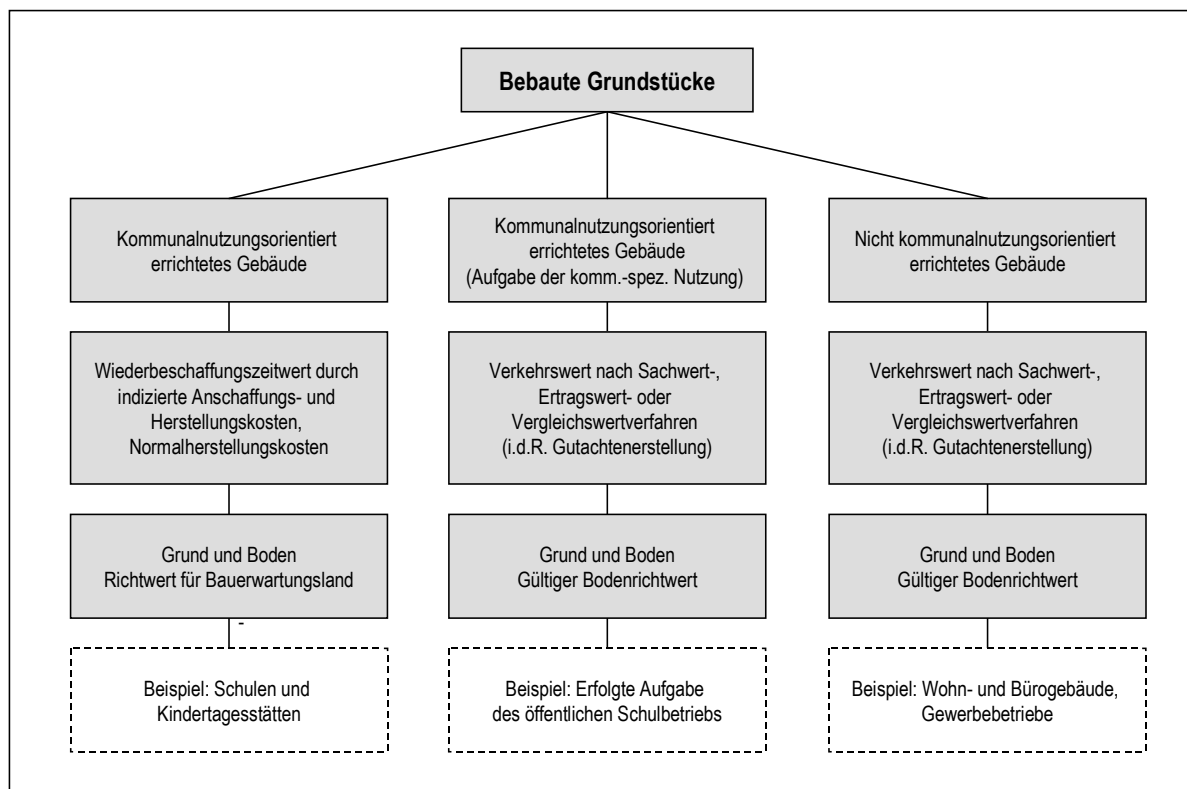 Bebaute Grundstücke
Kommunalnutzungsorientiert
errichtetes Gebäude
Wiederbeschaffungszeitwert durch
indizierte Anschaffungs- und
Herstellungskosten,
Normalherstellungskosten
Grund und Boden
Richtwert für Bauerwartungsland
-
Beispiel: Schulen und
Kindertagesstätten
Kommunalnutzungsorientiert
errichtetes Gebäude
(Aufgabe der komm.-spez. Nutzung)
Verkehrswert nach Sachwert-,
Ertragswert- oder
Vergleichswertverfahren
(i.d.R. Gutachtenerstellung)
Grund und Boden
Gültiger Bodenrichtwert
Beispiel: Erfolgte Aufgabe
des öffentlichen Schulbetriebs
Nicht kommunalnutzungsorientiert
errichtetes Gebäude
Verkehrswert nach Sachwert-,
Ertragswert- oder
Vergleichswertverfahren
(i.d.R. Gutachtenerstellung)
Grund und Boden
Gültiger Bodenrichtwert
Beispiel: Wohn- und Bürogebäude,
Gewerbebetriebe